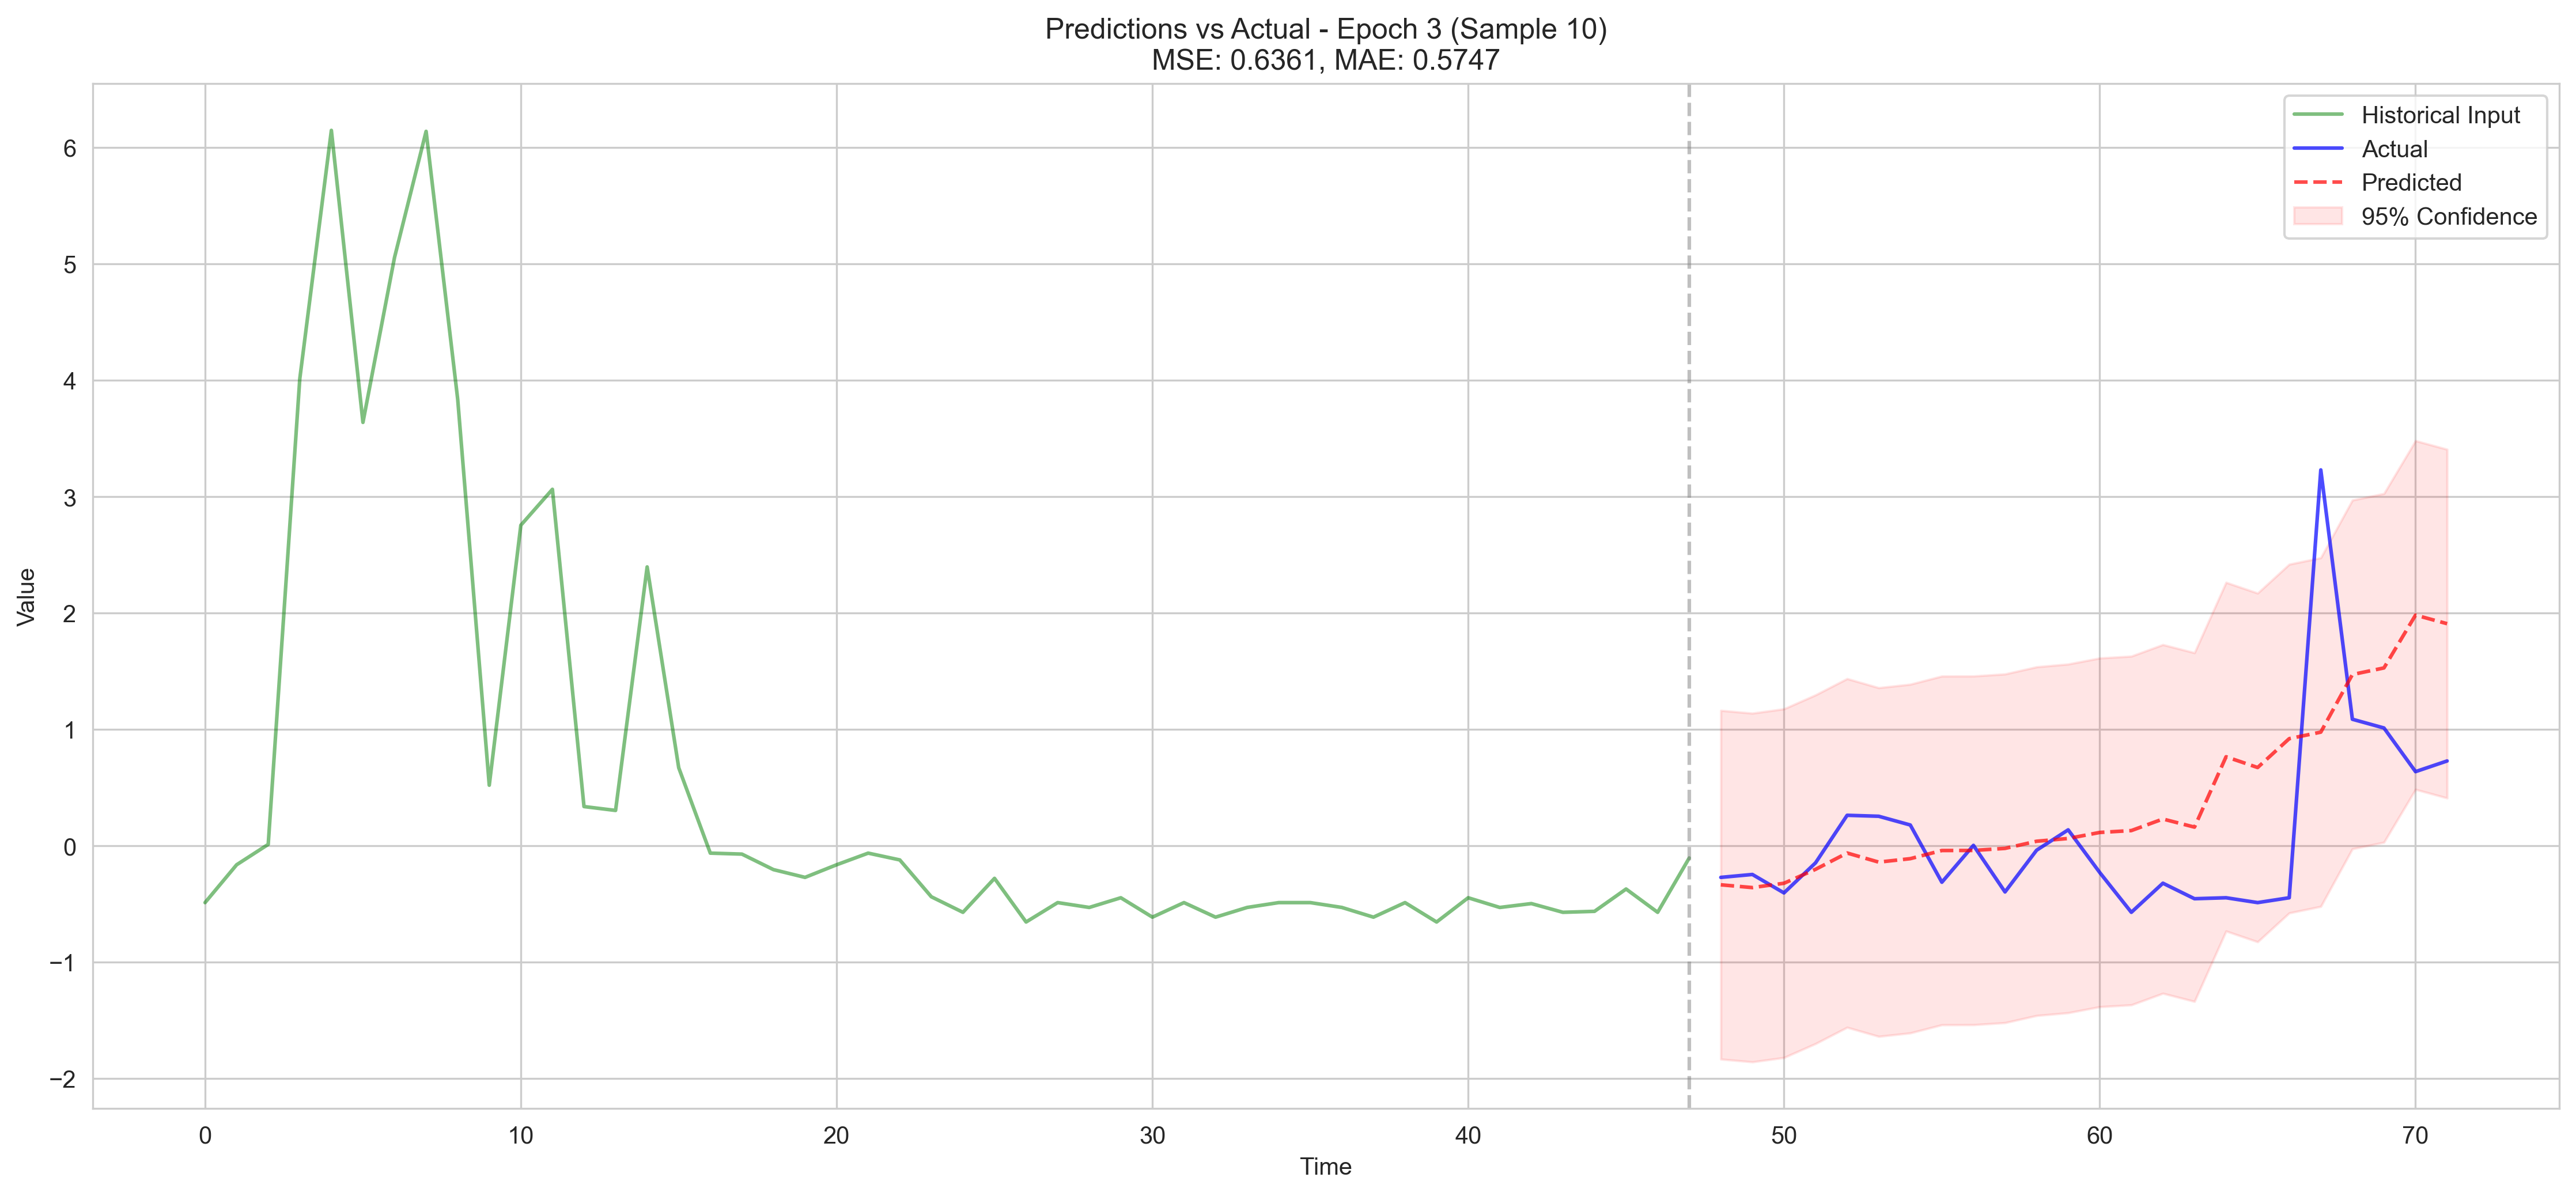 Predictions vs Actual - Epoch 3 (Sample 10)
MSE: 0.6361, MAE: 0.5747
Historical Input
Actual
Predicted
95% Confidence
Value
6
5
4
3
2
1
0
−1
−2
0 10 20 30 40 50 60 70
Time